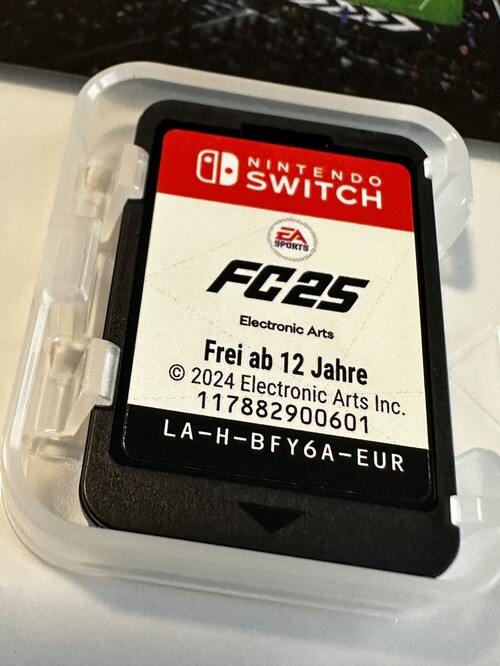 NINTENDO
SWITCH
EA
SPORTS
FC25
Electronic Arts
Frei ab 12 Jahre
© 2024 Electronic Arts Inc.
117882900601
LA-H-BFY6A-EUR